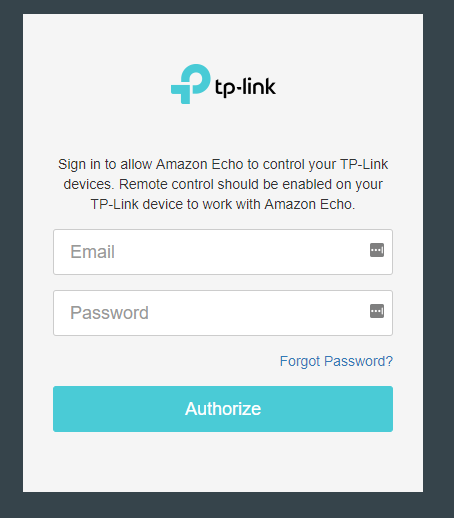 tp-link
Sign in to allow Amazon Echo to control your TP-Link
devices. Remote control should be enabled on your
TP-Link device to work with Amazon Echo.
Email
Password
Forgot Password?
Authorize